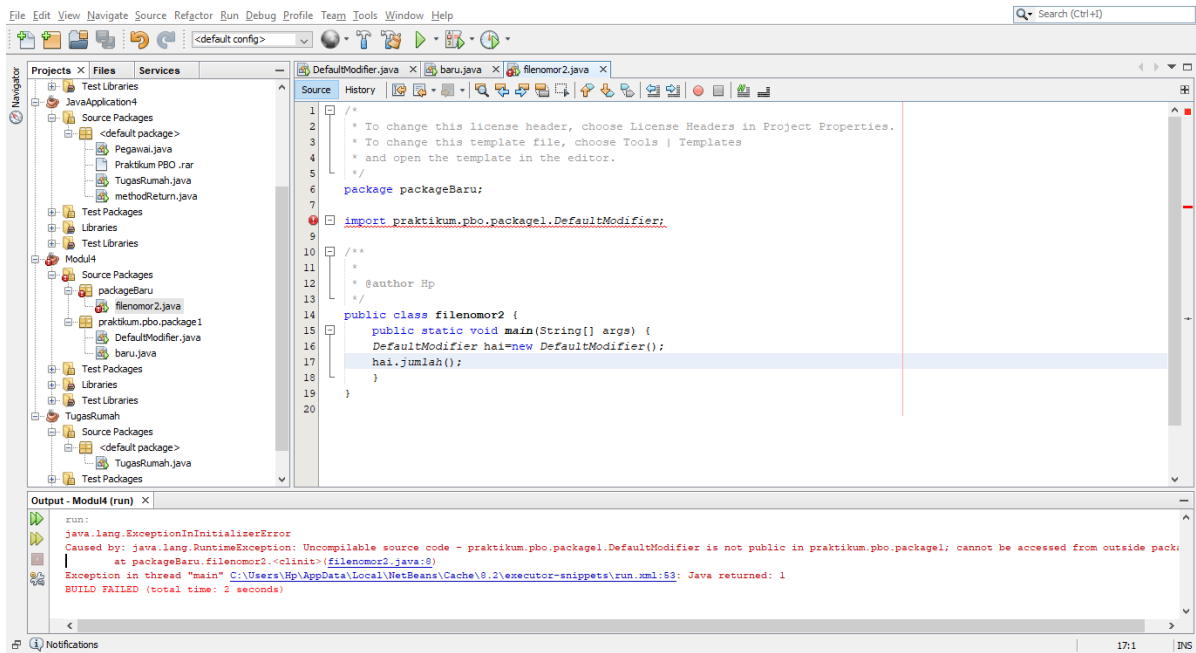 File Edit View Navigate Source Refactor Run Debug Profile Team Tools Window Help
Search (Ctrl+I)
<default config>
Navigator
Projects Files Services
Test Libraries
JavaApplication4
Source Packages
<default package>
Pegawai.java
Praktikum PBO .rar
TugasRumah.java
methodReturn.java
Test Packages
Libraries
Test Libraries
Modul4
Source Packages
packageBaru
filenomor2.java
praktikum.pbo.package1
DefaultModifier.java
baru.java
Test Packages
Libraries
Test Libraries
TugasRumah
Source Packages
<default package>
TugasRumah.java
Test Packages
DefaultModifier.java baru.java filenomor2.java
Source History
1 /*
2 * To change this license header, choose License Headers in Project Properties.
3 * To change this template file, choose Tools | Templates
4 * and open the template in the editor.
5 */
6 package packageBaru;
7
import praktikum.pbo.package1.DefaultModifier;
9
10 /**
11 *
12 * @author Hp
13 */
14 public class filenomor2 {
15 public static void main(String[] args) {
16 DefaultModifier hai=new DefaultModifier();
17 hai.jumlah();
18 }
19 }
20
Output - Modul4 (run)
run:
java.lang.ExceptionInInitializerError
Caused by: java.lang.RuntimeException: Uncompilable source code - praktikum.pbo.package1.DefaultModifier is not public in praktikum.pbo.package1; cannot be accessed from outside packa
at packageBaru.filenomor2.<clinit>(filenomor2.java:8)
Exception in thread "main" C:\Users\Hp\AppData\Local\NetBeans\Cache\8.2\executor-snippets\run.xml:53: Java returned: 1
BUILD FAILED (total time: 2 seconds)
Notifications
17:1 INS